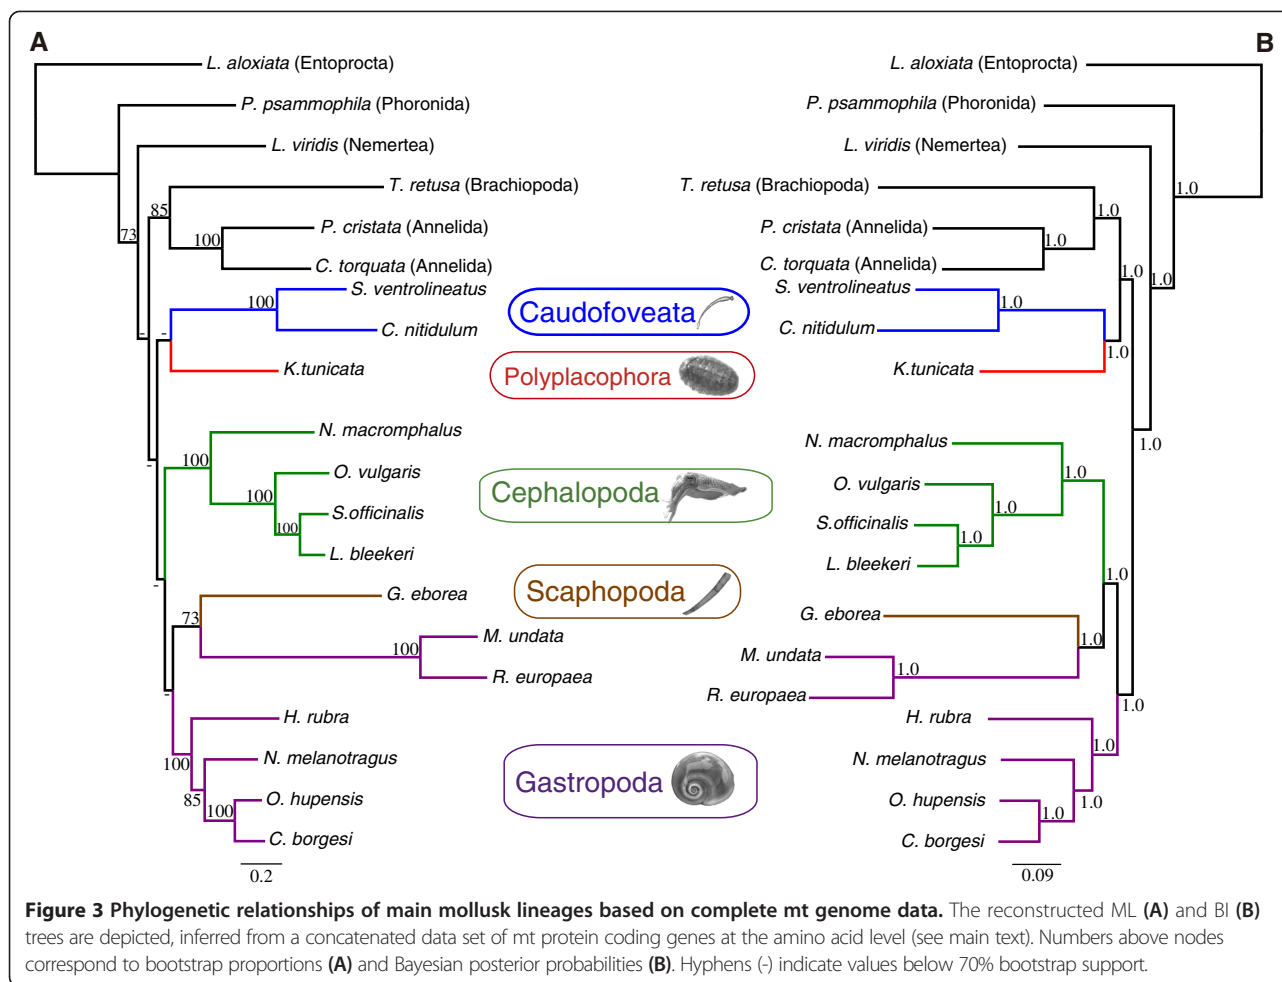 A
B
L. aloxiata (Entoprocta)
P. psammophila (Phoronida)
L. viridis (Nemertea)
T. retusa (Brachiopoda)
85
P. cristata (Annelida)
100
73
C. torquata (Annelida)
S. ventrolineatus
100
C. nitidulum
-
-
K.tunicata
N. macromphalus
100
-
O. vulgaris
100
S.officinalis
100
L. bleekeri
-
G. eborea
73
M. undata
100
R. europaea
-
H. rubra
100
N. melanotragus
85
O. hupensis
100
C. borgesi
0.2
Caudofoveata
Polyplacophora
Cephalopoda
Scaphopoda
Gastropoda
L. aloxiata (Entoprocta)
P. psammophila (Phoronida)
L. viridis (Nemertea)
T. retusa (Brachiopoda)
1.0
1.0
P. cristata (Annelida)
1.0
C. torquata (Annelida)
1.0
1.0
S. ventrolineatus
1.0
C. nitidulum
1.0
K.tunicata
N. macromphalus
1.0
1.0
O. vulgaris
1.0
S.officinalis
1.0
L. bleekeri
1.0
G. eborea
1.0
M. undata
1.0
R. europaea
1.0
H. rubra
1.0
N. melanotragus
1.0
O. hupensis
1.0
C. borgesi
0.09
Figure 3 Phylogenetic relationships of main mollusk lineages based on complete mt genome data. The reconstructed ML (A) and BI (B)
trees are depicted, inferred from a concatenated data set of mt protein coding genes at the amino acid level (see main text). Numbers above nodes
correspond to bootstrap proportions (A) and Bayesian posterior probabilities (B). Hyphens (-) indicate values below 70% bootstrap support.